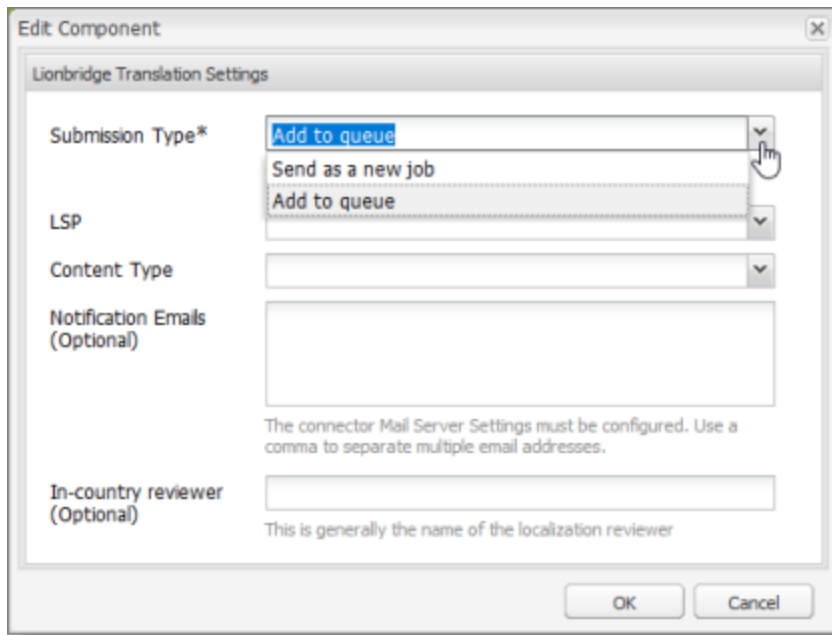 Edit Component
Lionbridge Translation Settings
Submission Type*
Add to queue
Send as a new job
Add to queue
LSP
Content Type
Notification Emails
(Optional)
The connector Mail Server Settings must be configured. Use a
comma to separate multiple email addresses.
In-country reviewer
(Optional)
This is generally the name of the localization reviewer
OK
Cancel